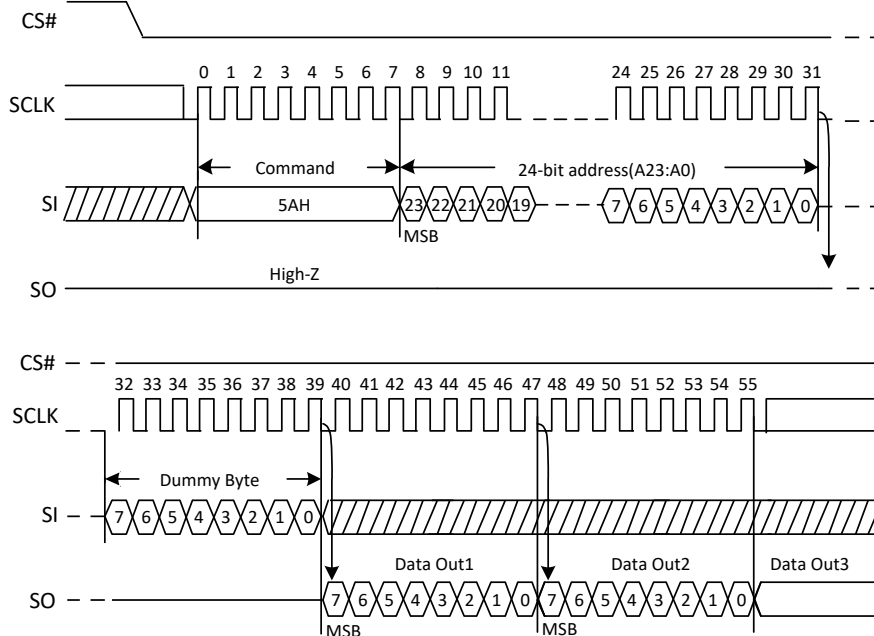 CS#
0 1 2 3 4 5 6 7 8 9 10 11 24 25 26 27 28 29 30 31
SCLK
Command 24-bit address(A23:A0)
SI 5AH 23 22 21 20 19 7 6 5 4 3 2 1 0
MSB
High-Z
SO
CS#
32 33 34 35 36 37 38 39 40 41 42 43 44 45 46 47 48 49 50 51 52 53 54 55
SCLK
Dummy Byte
SI 7 6 5 4 3 2 1 0
Data Out1 Data Out2 Data Out3
SO 7 6 5 4 3 2 1 0 7 6 5 4 3 2 1 0
MSB MSB